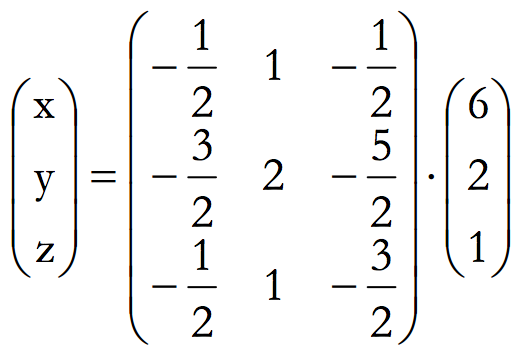 (x y z) = (-1/2 1 -1/2
-3/2 2 -5/2
-1/2 1 -3/2) · (6 2 1)